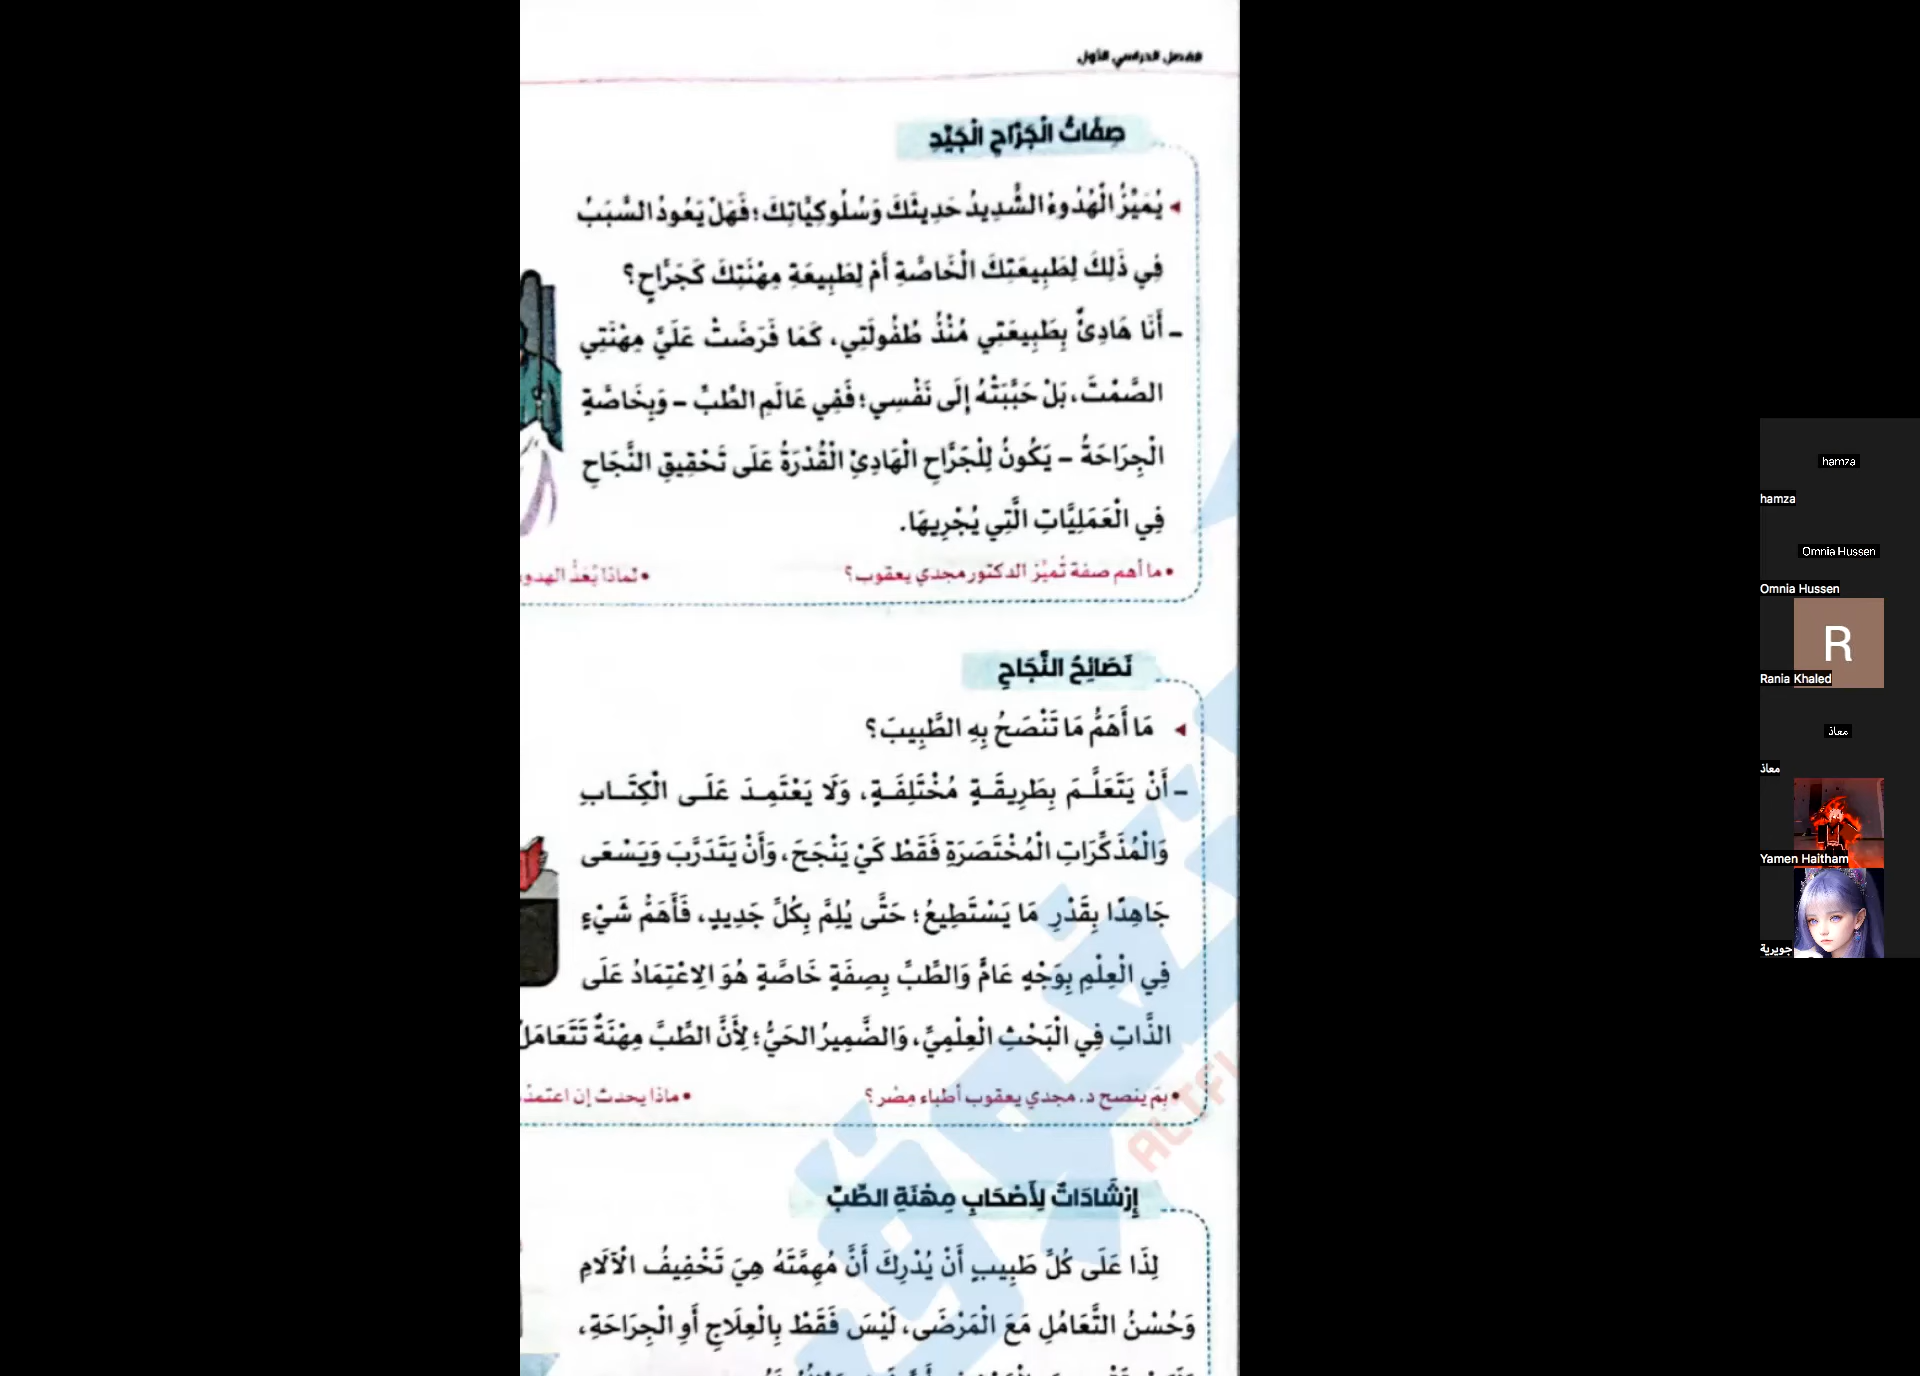 الفصل الدراسي الأول
صِفَاتُ الْجَرَّاحِ الْجَيِّدِ
يُمَيِّزُ الْهُدُوءُ الشَّدِيدُ حَدِيثَكَ وَسُلُوكِيَّاتِكَ؛ فَهَلْ يَعُودُ السَّبَبُ
فِي ذَلِكَ لِطَبِيعَتِكَ الْخَاصَّةِ أَمْ لِطَبِيعَةِ مِهْنَتِكَ كَجَرَّاحٍ؟
- أَنَا هَادِئٌ بِطَبِيعَتِي مُنْذُ طُفُولَتِي، كَمَا فَرَضَتْ عَلَيَّ مِهْنَتِي
الصَّمْتَ، بَلْ حَبَّبَتْهُ إِلَى نَفْسِي؛ فَفِي عَالَمِ الطِّبِّ - وَبِخَاصَّةٍ
الْجِرَاحَةُ - يَكُونُ لِلْجَرَّاحِ الْهَادِئِ الْقُدْرَةُ عَلَى تَحْقِيقِ النَّجَاحِ
فِي الْعَمَلِيَّاتِ الَّتِي يُجْرِيهَا.
• ما أهم صفة تُميِّز الدكتور مجدي يعقوب؟ • لماذا يُعَدُّ الهدوء
نَصَائِحُ النَّجَاحِ
مَا أَهَمُّ مَا تَنْصَحُ بِهِ الطَّبِيبَ؟
- أَنْ يَتَعَلَّمَ بِطَرِيقَةٍ مُخْتَلِفَةٍ، وَلَا يَعْتَمِدَ عَلَى الْكِتَابِ
وَالْمُذَكِّرَاتِ الْمُخْتَصَرَةِ فَقَطْ كَيْ يَنْجَحَ، وَأَنْ يَتَدَرَّبَ وَيَسْعَى
جَاهِدًا بِقَدْرِ مَا يَسْتَطِيعُ؛ حَتَّى يُلِمَّ بِكُلِّ جَدِيدٍ، فَأَهَمُّ شَيْءٍ
فِي الْعِلْمِ بِوَجْهٍ عَامٍّ وَالطِّبِّ بِصِفَةٍ خَاصَّةٍ هُوَ الِاعْتِمَادُ عَلَى
الذَّاتِ فِي الْبَحْثِ الْعِلْمِيِّ، وَالضَّمِيرُ الحَيُّ؛ لِأَنَّ الطِّبَّ مِهْنَةٌ تَتَعَامَلُ
• بِمَ ينصح د. مجدي يعقوب أطباء مِصْر؟ • ماذا يحدث إن اعتمد
إِرْشَادَاتٌ لِأَصْحَابِ مِهْنَةِ الطِّبِّ
لِذَا عَلَى كُلِّ طَبِيبٍ أَنْ يُدْرِكَ أَنَّ مُهِمَّتَهُ هِيَ تَخْفِيفُ الْآلَامِ
وَحُسْنُ التَّعَامُلِ مَعَ الْمَرْضَى، لَيْسَ فَقَطْ بِالْعِلَاجِ أَوِ الْجِرَاحَةِ،
hamza
hamza
Omnia Hussen
Omnia Hussen
R
Rania Khaled
معاذ
معاذ
Yamen Haitham
جويرية